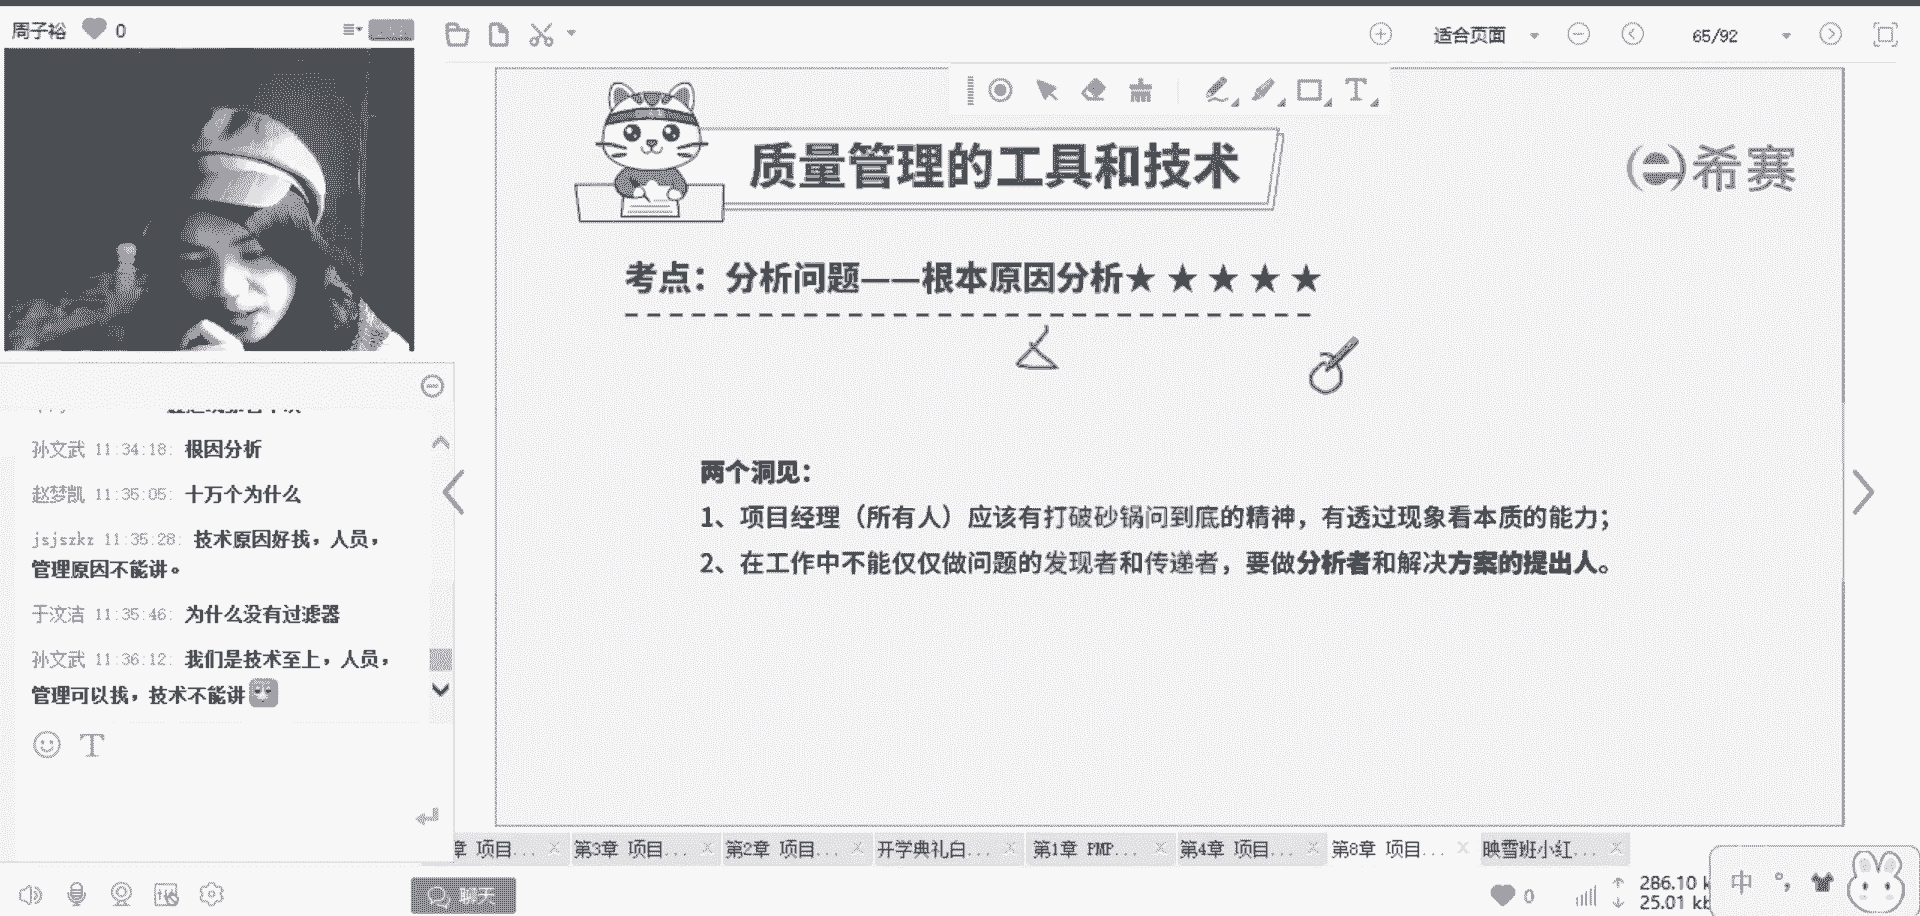 周子裕 0
适合页面
65/92
质量管理的工具和技术
希赛
考点：分析问题——根本原因分析★★★★★
两个洞见：
1、项目经理（所有人）应该有打破砂锅问到底的精神，有透过现象看本质的能力；
2、在工作中不能仅仅做问题的发现者和传递者，要做分析者和解决方案的提出人。
孙文武 11:34:18: 根因分析
赵梦凯 11:35:05: 十万个为什么
jsjszkz 11:35:28: 技术原因好找，人员，
管理原因不能讲。
于汶洁 11:35:46: 为什么没有过滤器
孙文武 11:36:12: 我们是技术至上，人员，
管理可以找，技术不能讲
章 项目...
第3章 项目...
第2章 项目...
开学典礼白...
第1章 PMP...
第4章 项目...
第8章 项目...
映雪班小红...
聊天
0
286.10 k
25.01 kb
中